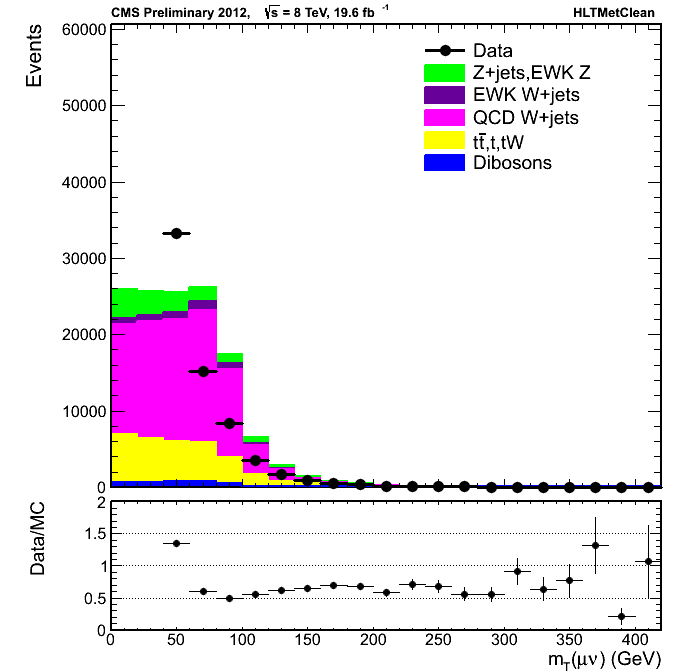 CMS Preliminary 2012, √s = 8 TeV, 19.6 fb⁻¹ HLTMetClean
Events
60000
50000
40000
30000
20000
10000
0
Data
Z+jets,EWK Z
EWK W+jets
QCD W+jets
tt̄,t,tW
Dibosons
Data/MC
2
1.5
1
0.5
0
0 50 100 150 200 250 300 350 400
m_T(μν) (GeV)